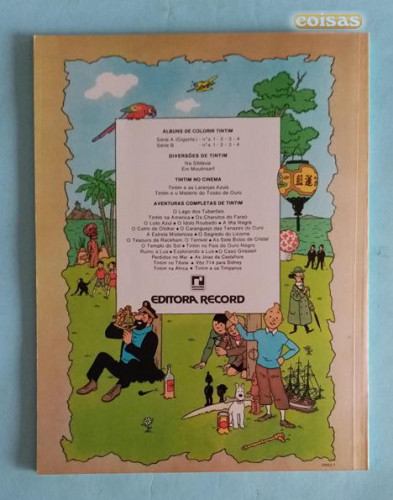 coisas
ÁLBUNS DE COLORIR TINTIM
Série A (Gigante) - nºs. 1 - 2 - 3 - 4
Série B - nºs. 1 - 2 - 3 - 4
DIVERSÕES DE TINTIM
Na Sildávia
Em Moulinsart
TINTIM NO CINEMA
Tintim e as Laranjas Azuis
Tintim e o Mistério do Tosão de Ouro
AVENTURAS COMPLETAS DE TINTIM
O Lago dos Tubarões
Tintim na América • Os Charutos do Faraó
O Lotus Azul • O Ídolo Roubado • A Ilha Negra
O Cetro de Otokar • O Caranguejo das Tenazes de Ouro
A Estrela Misteriosa • O Segredo do Licorne
O Tesouro de Rackham, O Terrível • As Sete Bolas de Cristal
O Templo do Sol • Tintim no País do Ouro Negro
Rumo à Lua • Explorando a Lua • O Caso Girassol
Perdidos no Mar • As Jóias da Castafiore
Tintim no Tibete • Vôo 714 para Sidney
Tintim na África • Tintim e os Tímpanos
EDITORA RECORD